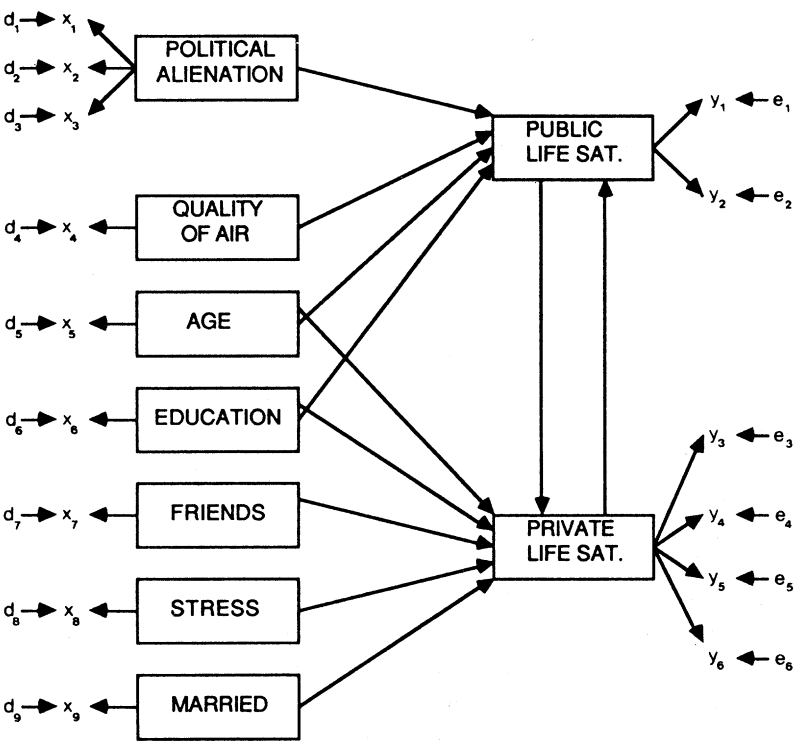 d₁ x₁
d₂ x₂
d₃ x₃
POLITICAL
ALIENATION
PUBLIC
LIFE SAT.
y₁ e₁
y₂ e₂
d₄ x₄
QUALITY
OF AIR
d₅ x₅
AGE
d₆ x₆
EDUCATION
d₇ x₇
FRIENDS
d₈ x₈
STRESS
d₉ x₉
MARRIED
PRIVATE
LIFE SAT.
y₃ e₃
y₄ e₄
y₅ e₅
y₆ e₆